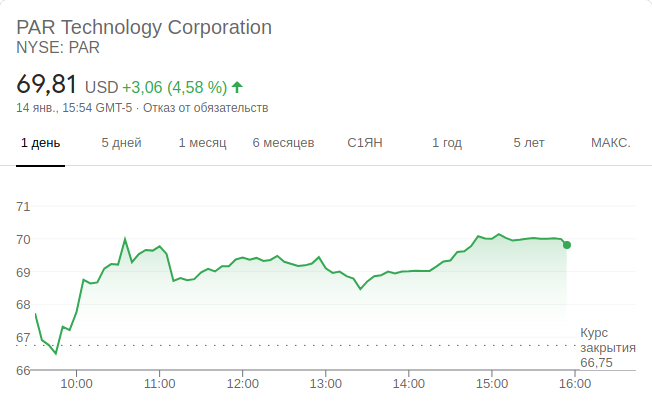 PAR Technology Corporation
NYSE: PAR
69,81 USD +3,06 (4,58 %)
14 янв., 15:54 GMT-5 · Отказ от обязательств
1 день 5 дней 1 месяц 6 месяцев С1ЯН 1 год 5 лет МАКС.
71
70
69
68
67
66
Курс
закрытия
66,75
10:00 11:00 12:00 13:00 14:00 15:00 16:00